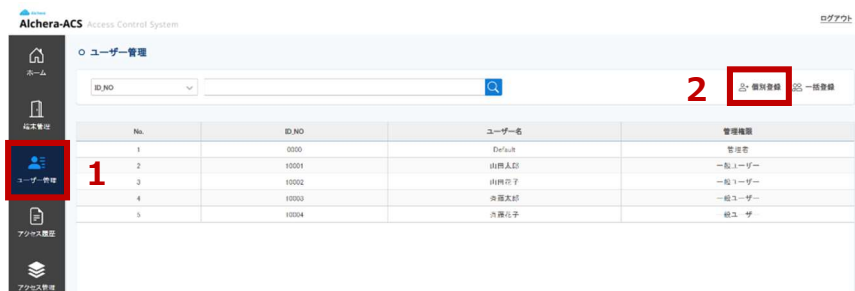 Alchera
Alchera-ACS Access Control System
ログアウト
ホーム
端末管理
ユーザー管理
アクセス履歴
アクセス管理
ユーザー管理
ID_NO
個別登録
一括登録
1
2
No. ID_NO ユーザー名 管理権限
1 0000 Default 管理者
2 10001 山田太郎 一般ユーザー
3 10002 山田花子 一般ユーザー
4 10003 斉藤太郎 一般ユーザー
5 10004 斉藤花子 一般ユーザー